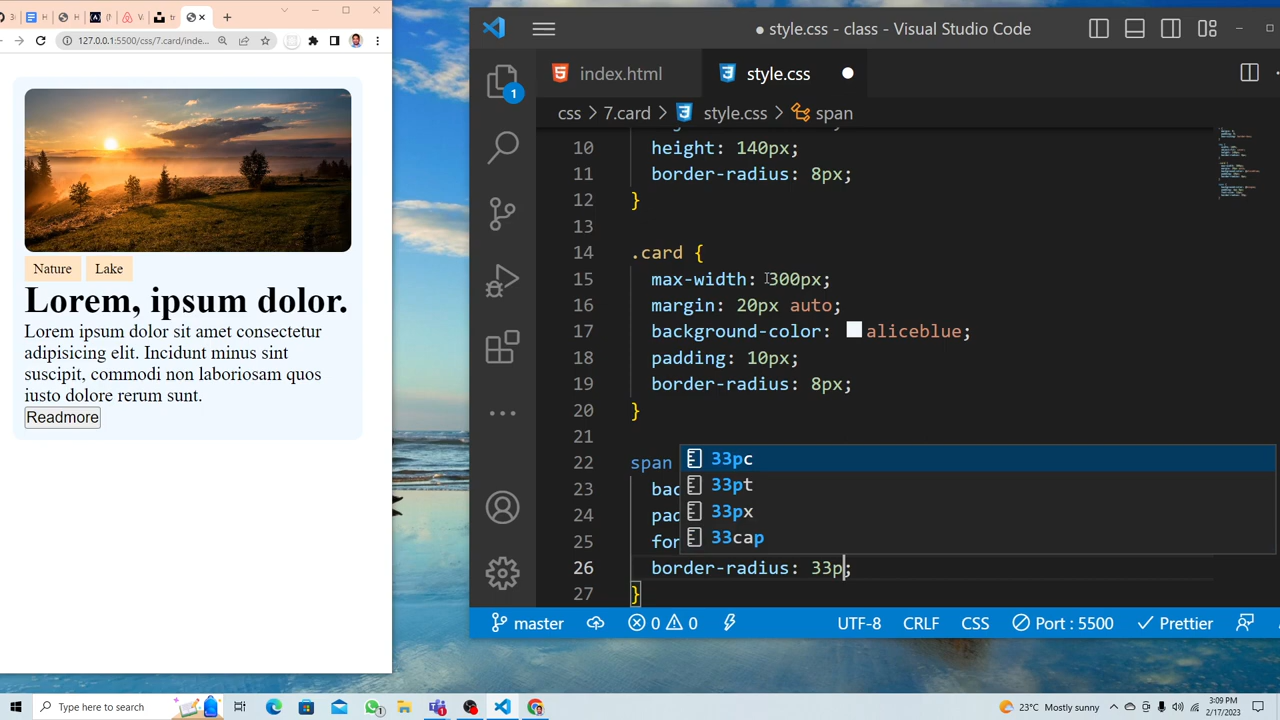 127.0.0.1:5500/css/7.card/inde...
Nature
Lake
Lorem, ipsum dolor.
Lorem ipsum dolor sit amet consectetur
adipisicing elit. Incidunt minus sint
suscipit, commodi non laboriosam quos
iusto dolore rerum sunt.
Readmore
● style.css - class - Visual Studio Code
index.html
style.css
css > 7.card > style.css > span
1
10 height: 140px;
11 border-radius: 8px;
12 }
13
14 .card {
15 max-width: 300px;
16 margin: 20px auto;
17 background-color: aliceblue;
18 padding: 10px;
19 border-radius: 8px;
20 }
21
22 span
23 bac
24 pad
25 for
26 border-radius: 33p;
27 }
33pc
33pt
33px
33cap
master
0 0
UTF-8
CRLF
CSS
Port : 5500
Prettier
Type here to search
23°C Mostly sunny
3:09 PM
2/17/2023